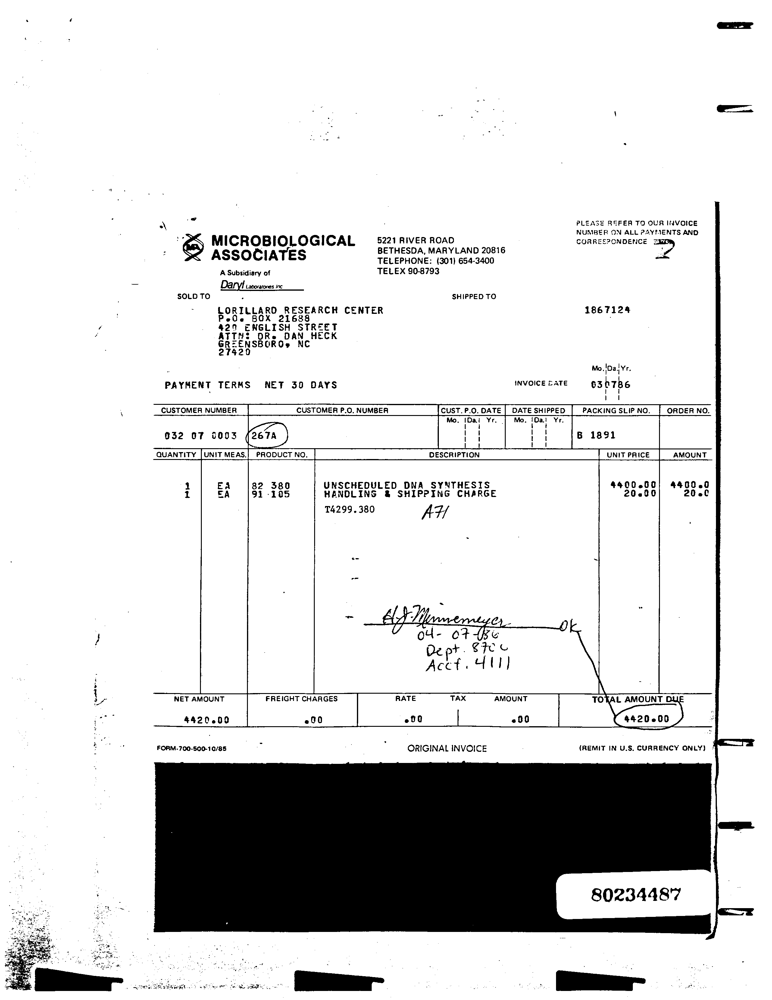 PLEASE REFER TO OUR INVOICE
NUMBER ON ALL PAYMENTS AND
CORRESPONDENCE
MICROBIOLOGICAL
ASSOCIATES
A Subsidiary of
Daryl Laboratories Inc
5221 RIVER ROAD
BETHESDA, MARYLAND 20816
TELEPHONE: (301) 654-3400
TELEX 90-8793
SOLD TO SHIPPED TO
LORILLARD RESEARCH CENTER 1867124
P.O. BOX 21688
420 ENGLISH STREET
ATTN: DR. DAN HECK
GREENSBORO, NC
27420
Mo. Da. Yr.
PAYMENT TERMS NET 30 DAYS INVOICE DATE 030786
CUSTOMER NUMBER CUSTOMER P.O. NUMBER CUST. P.O. DATE DATE SHIPPED PACKING SLIP NO. ORDER NO.
Mo. Da. Yr. Mo. Da. Yr.
032 07 0003 267A B 1891
QUANTITY UNIT MEAS. PRODUCT NO. DESCRIPTION UNIT PRICE AMOUNT
1 EA 82 380 UNSCHEDULED DNA SYNTHESIS 4400.00 4400.0
1 EA 91 105 HANDLING & SHIPPING CHARGE 20.00 20.0
T4299.380 A71
H.J. Minnemeyer OK
04-07-86
Dept. 8700
Acct. 4111
NET AMOUNT FREIGHT CHARGES RATE TAX AMOUNT TOTAL AMOUNT DUE
4420.00 .00 .00 .00 4420.00
FORM-700-500-10/85 ORIGINAL INVOICE (REMIT IN U.S. CURRENCY ONLY)
80234487